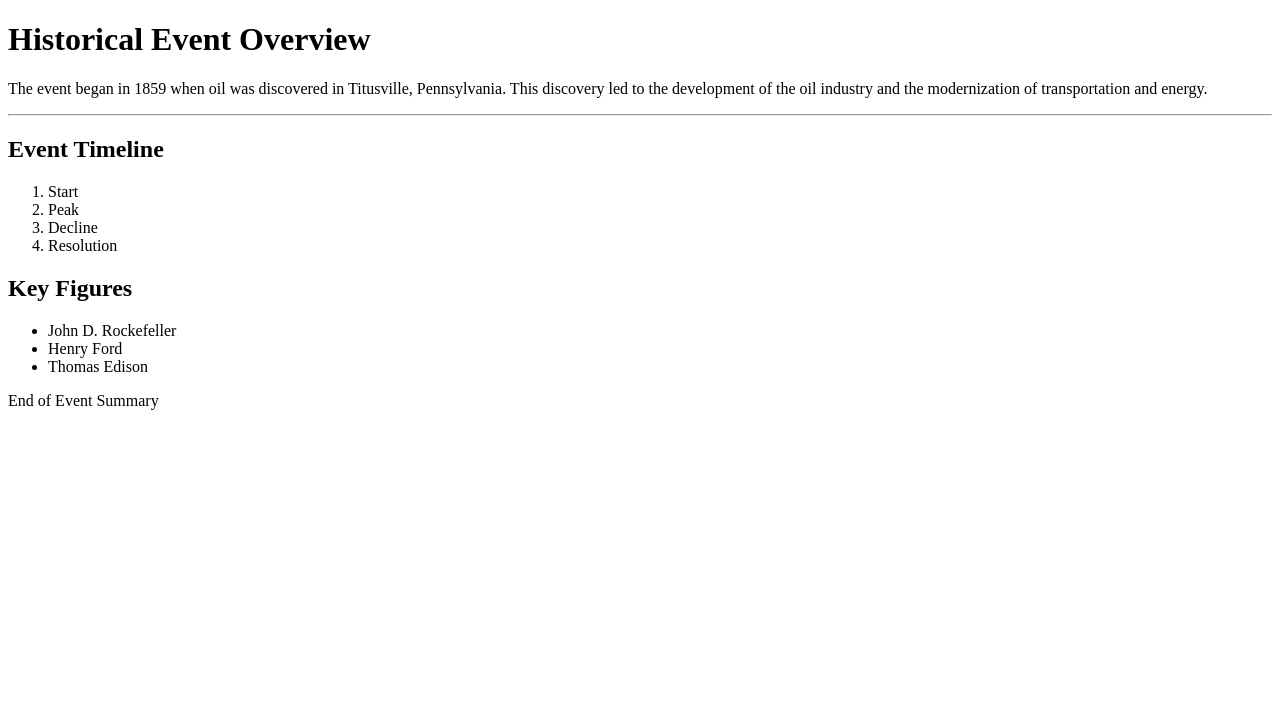 Historical Event Overview
The event began in 1859 when oil was discovered in Titusville, Pennsylvania. This discovery led to the development of the oil industry and the modernization of transportation and energy.
Event Timeline
1. Start
2. Peak
3. Decline
4. Resolution
Key Figures
• John D. Rockefeller
• Henry Ford
• Thomas Edison
End of Event Summary